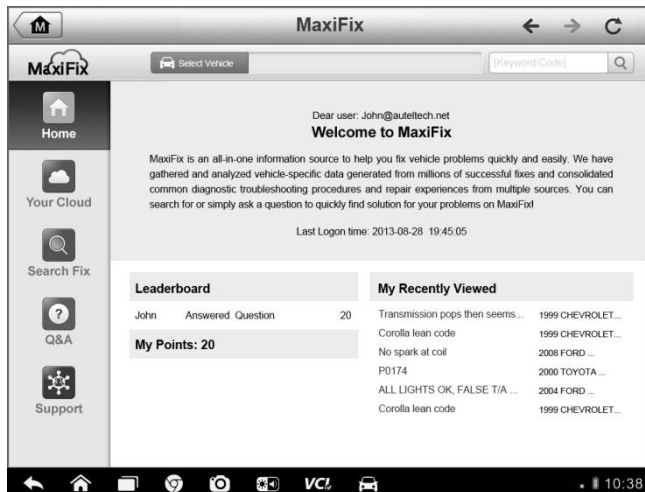 M
MaxiFix
MaxiFix
Select Vehicle
[Keyword/Code]
Home
Your Cloud
Search Fix
?
Q&A
Support
Dear user: John@auteltech.net
Welcome to MaxiFix
MaxiFix is an all-in-one information source to help you fix vehicle problems quickly and easily. We have
gathered and analyzed vehicle-specific data generated from millions of successful fixes and consolidated
common diagnostic troubleshooting procedures and repair experiences from multiple sources. You can
search for or simply ask a question to quickly find solution for your problems on MaxiFix!
Last Logon time: 2013-08-28 19:45:05
Leaderboard
John Answered Question 20
My Points: 20
My Recently Viewed
Transmission pops then seems... 1999 CHEVROLET...
Corolla lean code 1999 CHEVROLET...
No spark at coil 2008 FORD ...
P0174 2000 TOYOTA ...
ALL LIGHTS OK, FALSE T/A ... 2004 FORD ...
Corolla lean code 1999 CHEVROLET...
VCI
10:38